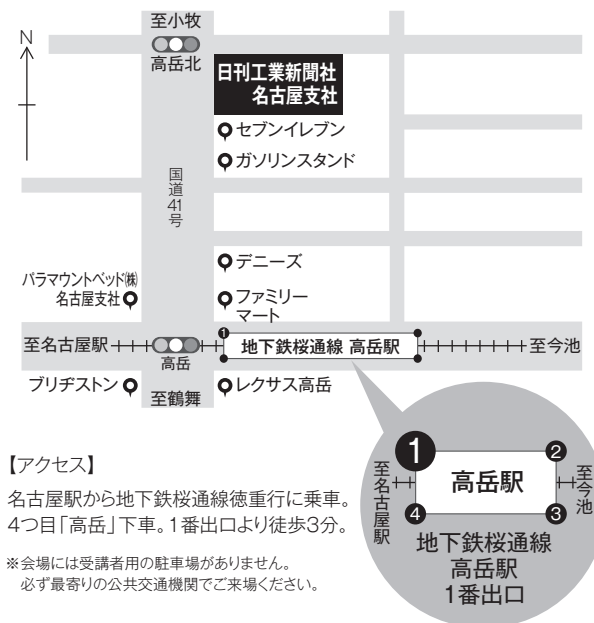 至小牧
N
高岳北
日刊工業新聞社
名古屋支社
セブンイレブン
ガソリンスタンド
国道41号
デニーズ
パラマウントベッド㈱
名古屋支社
ファミリー
マート
至名古屋駅
高岳
1
地下鉄桜通線 高岳駅
至今池
ブリヂストン
至鶴舞
レクサス高岳
【アクセス】
名古屋駅から地下鉄桜通線徳重行に乗車。
4つ目「高岳」下車。1番出口より徒歩3分。
※会場には受講者用の駐車場がありません。
必ず最寄りの公共交通機関でご来場ください。
1
2
至名古屋駅
高岳駅
至今池
4
3
地下鉄桜通線
高岳駅
1番出口